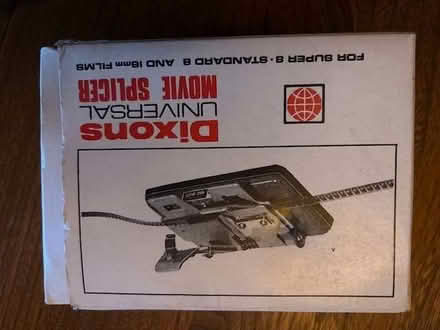 Dixons
UNIVERSAL
MOVIE SPLICER
FOR SUPER 8 - STANDARD 8 AND 16mm FILMS